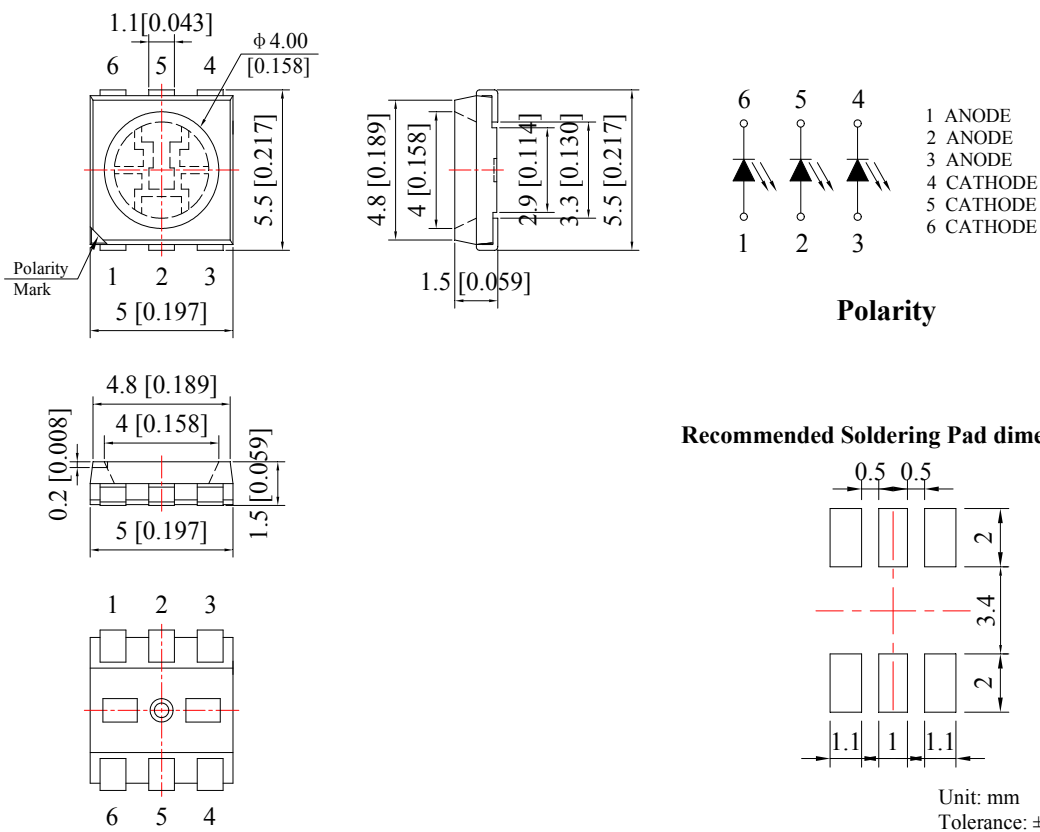 1.1[0.043]
ϕ4.00
[0.158]
6 5 4
5.5 [0.217]
Polarity
Mark
1 2 3
5 [0.197]
4.8 [0.189]
4 [0.158]
2.9 [0.114]
3.3 [0.130]
5.5 [0.217]
1.5 [0.059]
6 5 4
1 2 3
1 ANODE
2 ANODE
3 ANODE
4 CATHODE
5 CATHODE
6 CATHODE
Polarity
4.8 [0.189]
4 [0.158]
0.2 [0.008]
1.5 [0.059]
5 [0.197]
1 2 3
6 5 4
Recommended Soldering Pad dime
0.5 0.5
2
3.4
2
1.1 1 1.1
Unit: mm
Tolerance: ±